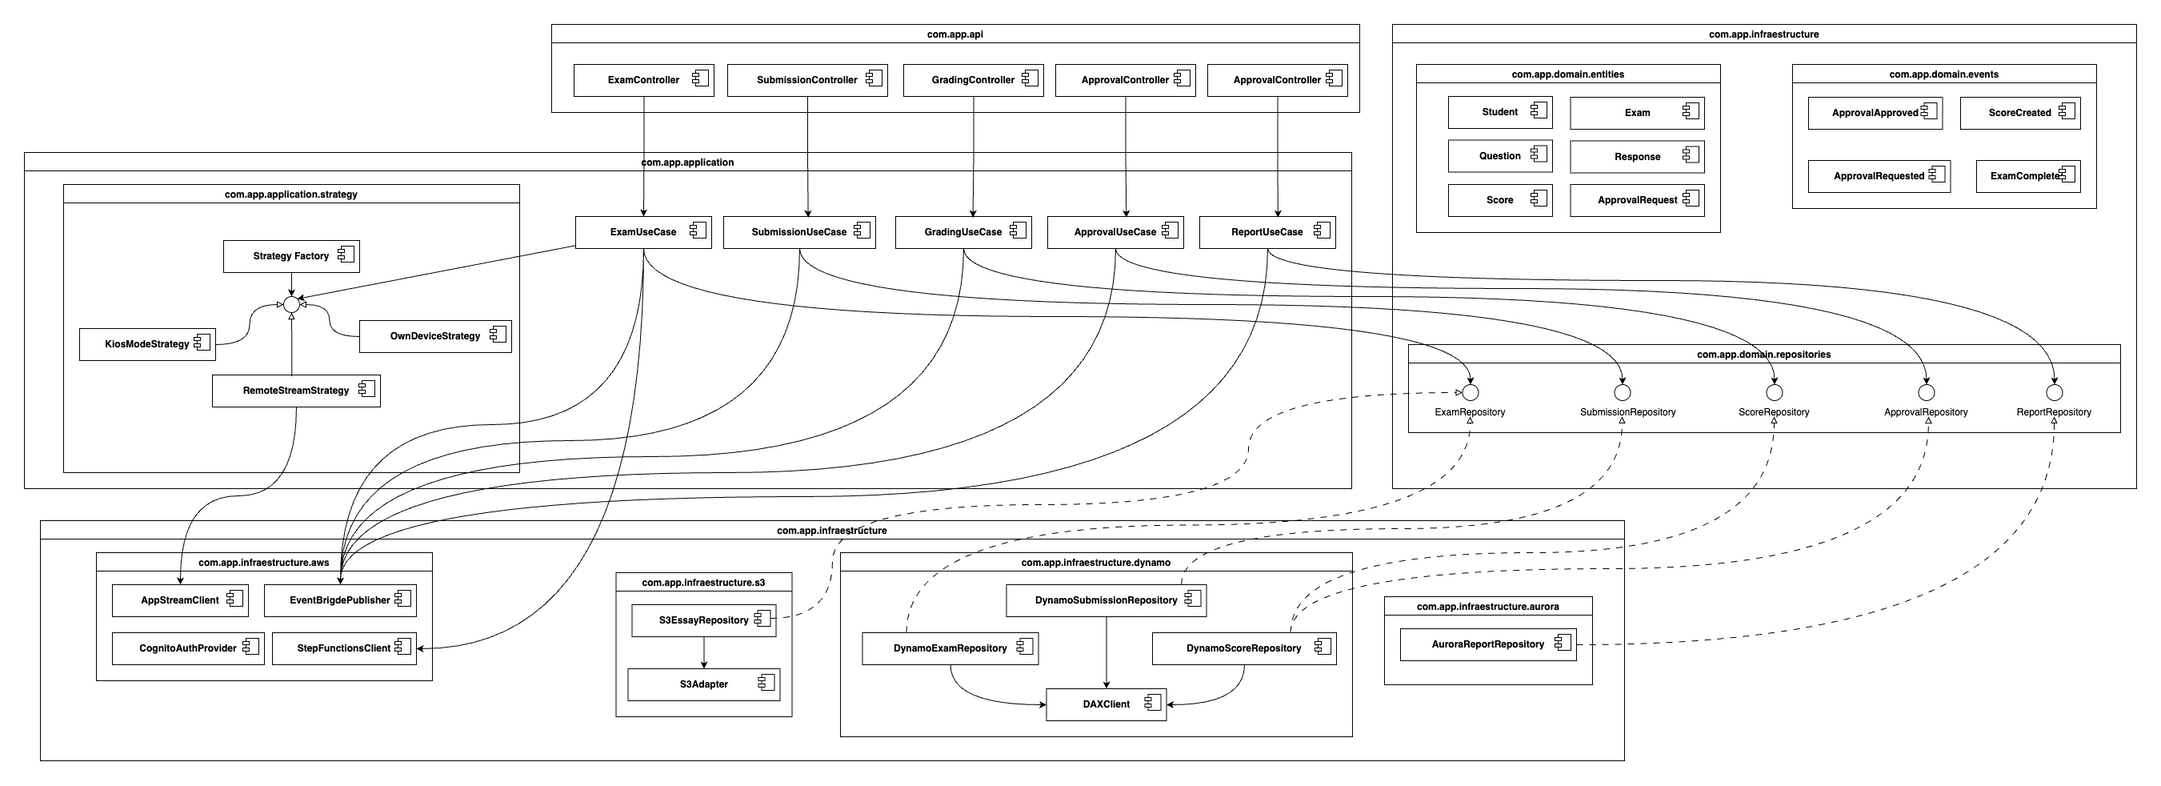 com.app.api
ExamController
SubmissionController
GradingController
ApprovalController
ApprovalController
com.app.infraestructure
com.app.domain.entities
Student
Exam
Question
Response
Score
ApprovalRequest
com.app.domain.events
ApprovalApproved
ScoreCreated
ApprovalRequested
ExamComplete
com.app.application
com.app.application.strategy
Strategy Factory
KiosModeStrategy
OwnDeviceStrategy
RemoteStreamStrategy
ExamUseCase
SubmissionUseCase
GradingUseCase
ApprovalUseCase
ReportUseCase
com.app.domain.repositories
ExamRepository
SubmissionRepository
ScoreRepository
ApprovalRepository
ReportRepository
com.app.infraestructure
com.app.infraestructure.aws
AppStreamClient
EventBrigdePublisher
CognitoAuthProvider
StepFunctionsClient
com.app.infraestructure.s3
S3EssayRepository
S3Adapter
com.app.infraestructure.dynamo
DynamoSubmissionRepository
DynamoExamRepository
DynamoScoreRepository
DAXClient
com.app.infraestructure.aurora
AuroraReportRepository